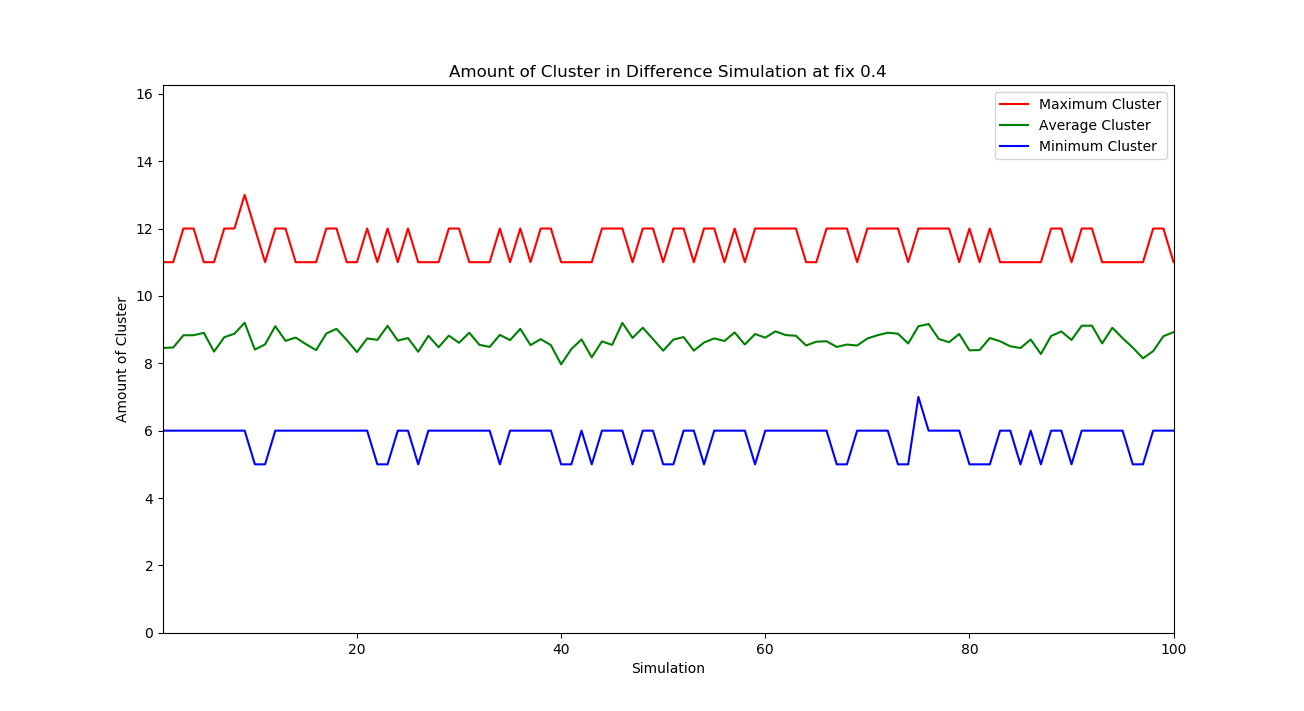 Amount of Cluster in Difference Simulation at fix 0.4
Maximum Cluster
Average Cluster
Minimum Cluster
Amount of Cluster
16
14
12
10
8
6
4
2
0
20
40
60
80
100
Simulation